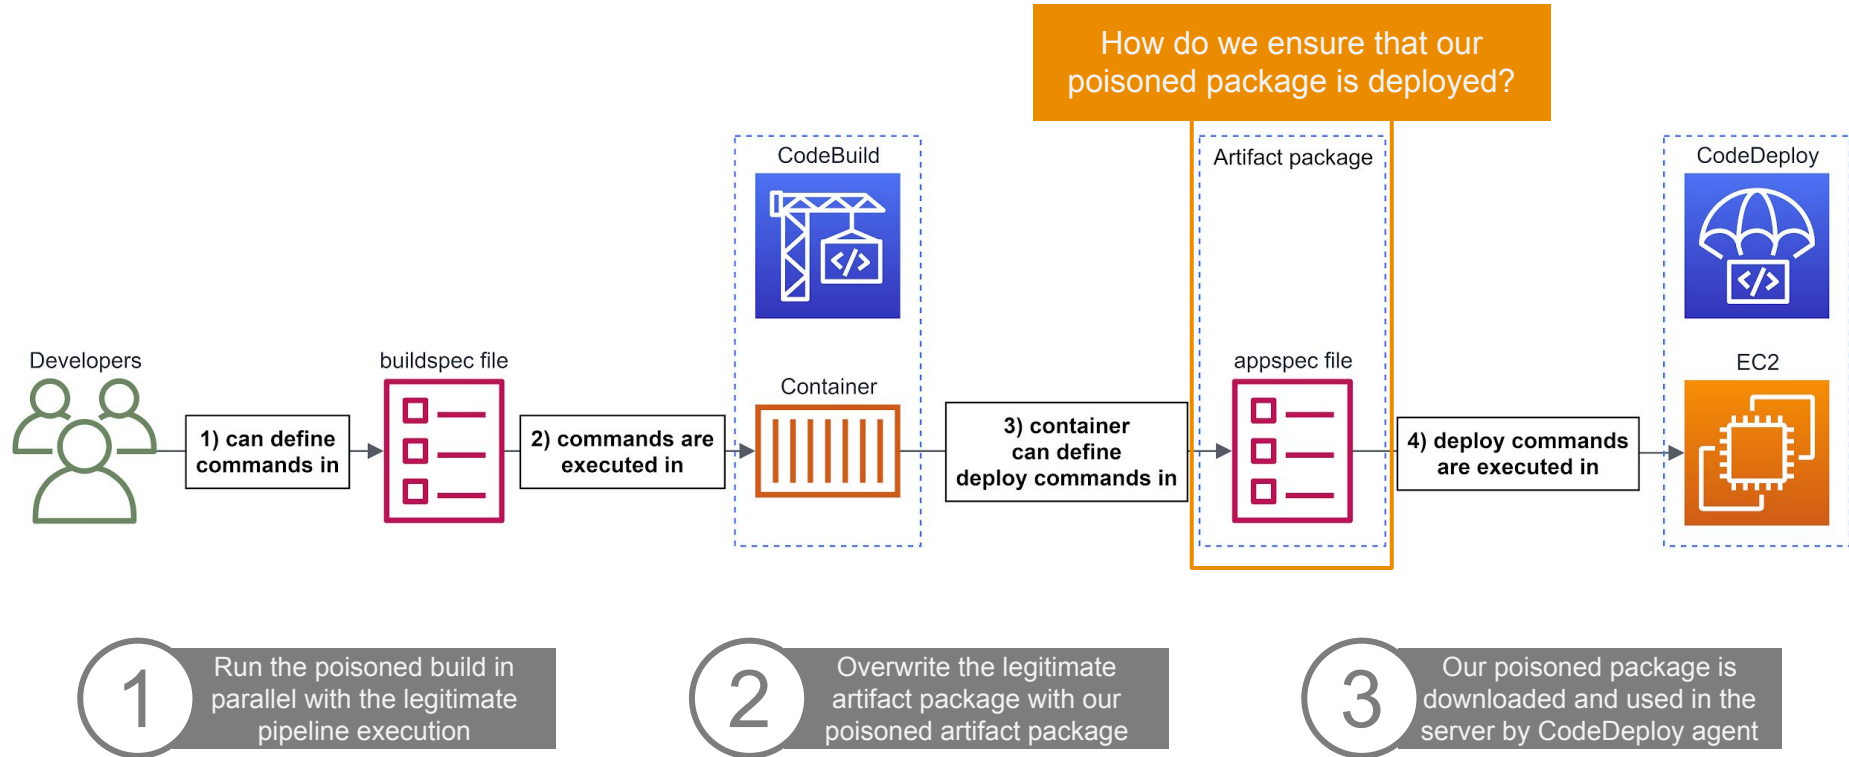 How do we ensure that our
poisoned package is deployed?
CodeBuild
Artifact package
CodeDeploy
</>
</>
Developers
buildspec file
Container
appspec file
EC2
1) can define
commands in
2) commands are
executed in
3) container
can define
deploy commands in
4) deploy commands
are executed in
1
Run the poisoned build in
parallel with the legitimate
pipeline execution
2
Overwrite the legitimate
artifact package with our
poisoned artifact package
3
Our poisoned package is
downloaded and used in the
server by CodeDeploy agent